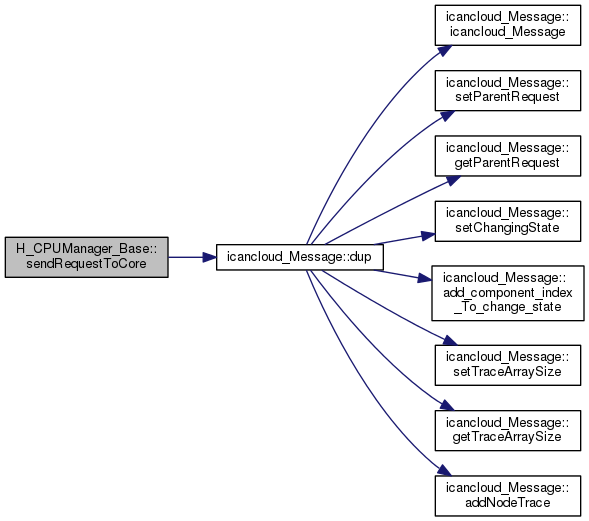 H_CPUManager_Base::
sendRequestToCore
icancloud_Message::dup
icancloud_Message::
icancloud_Message
icancloud_Message::
setParentRequest
icancloud_Message::
getParentRequest
icancloud_Message::
setChangingState
icancloud_Message::
add_component_index
_To_change_state
icancloud_Message::
setTraceArraySize
icancloud_Message::
getTraceArraySize
icancloud_Message::
addNodeTrace